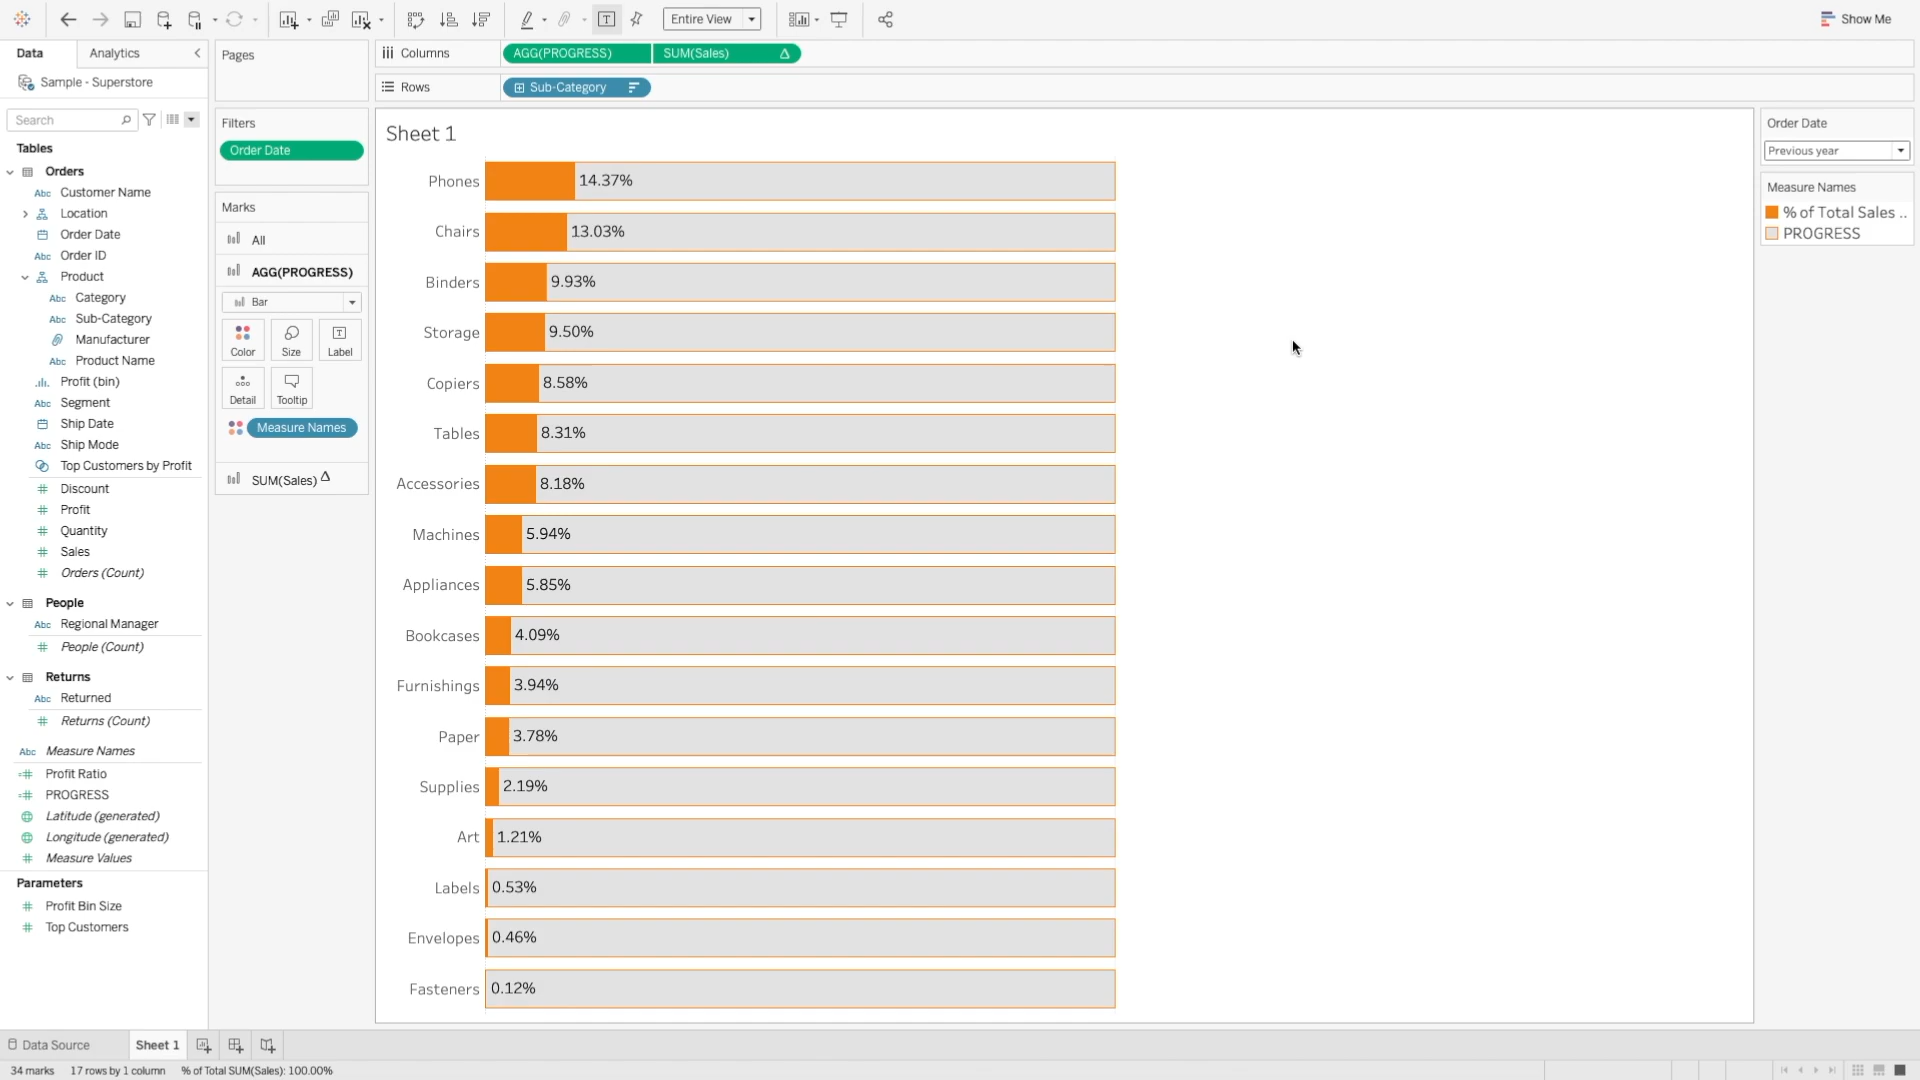 Entire View
Show Me
Data
Analytics
Pages
Columns
AGG(PROGRESS)
SUM(Sales)
Sample - Superstore
Rows
Sub-Category
Search
Filters
Order Date
Tables
Orders
Customer Name
Location
Order Date
Order ID
Product
Category
Sub-Category
Manufacturer
Product Name
Profit (bin)
Segment
Ship Date
Ship Mode
Top Customers by Profit
Discount
Profit
Quantity
Sales
Orders (Count)
People
Regional Manager
People (Count)
Returns
Returned
Returns (Count)
Measure Names
Profit Ratio
PROGRESS
Latitude (generated)
Longitude (generated)
Measure Values
Parameters
Profit Bin Size
Top Customers
Marks
All
AGG(PROGRESS)
Bar
Color
Size
Label
Detail
Tooltip
Measure Names
SUM(Sales)
Sheet 1
Phones 14.37%
Chairs 13.03%
Binders 9.93%
Storage 9.50%
Copiers 8.58%
Tables 8.31%
Accessories 8.18%
Machines 5.94%
Appliances 5.85%
Bookcases 4.09%
Furnishings 3.94%
Paper 3.78%
Supplies 2.19%
Art 1.21%
Labels 0.53%
Envelopes 0.46%
Fasteners 0.12%
Order Date
Previous year
Measure Names
% of Total Sales ..
PROGRESS
Data Source
Sheet 1
34 marks 17 rows by 1 column % of Total SUM(Sales): 100.00%